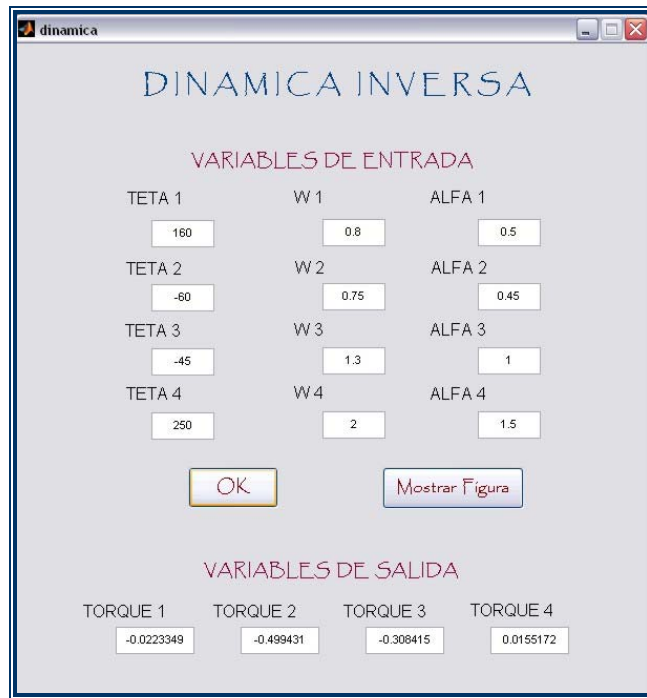 dinamica
DINAMICA INVERSA
VARIABLES DE ENTRADA
TETA 1 W 1 ALFA 1
160 0.8 0.5
TETA 2 W 2 ALFA 2
-60 0.75 0.45
TETA 3 W 3 ALFA 3
-45 1.3 1
TETA 4 W 4 ALFA 4
250 2 1.5
OK Mostrar Figura
VARIABLES DE SALIDA
TORQUE 1 TORQUE 2 TORQUE 3 TORQUE 4
-0.0223349 -0.499431 -0.308415 0.0155172